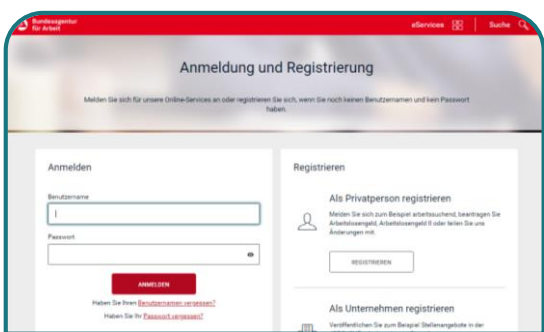 Bundesagentur
für Arbeit
eServices
Suche
Anmeldung und Registrierung
Melden Sie sich für unsere Online-Services an oder registrieren Sie sich, wenn Sie noch keinen Benutzernamen und kein Passwort
haben.
Anmelden
Benutzername
Passwort
ANMELDEN
Haben Sie Ihren Benutzernamen vergessen?
Haben Sie Ihr Passwort vergessen?
Registrieren
Als Privatperson registrieren
Melden Sie sich zum Beispiel arbeitssuchend, beantragen Sie
Arbeitslosengeld, Arbeitslosengeld II oder teilen Sie uns
Änderungen mit.
REGISTRIEREN
Als Unternehmen registrieren
Veröffentlichen Sie zum Beispiel Stellenangebote in der